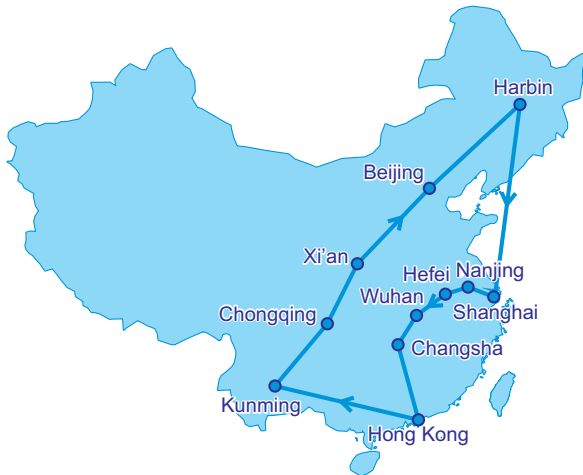 Harbin
Beijing
Xi'an
Hefei
Nanjing
Wuhan
Shanghai
Chongqing
Changsha
Kunming
Hong Kong